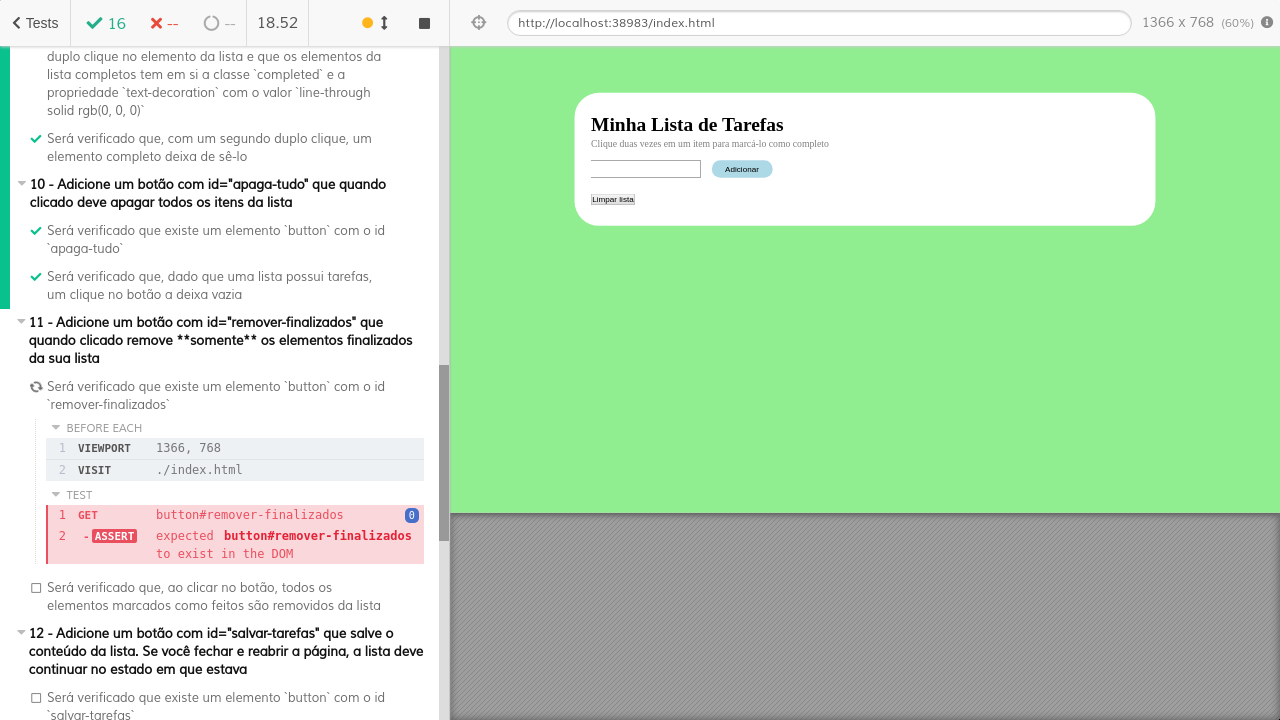 Tests
16
--
--
18.52
http://localhost:38983/index.html
1366 x 768 (60%)
duplo clique no elemento da lista e que os elementos da
lista completos tem em si a classe `completed` e a
propriedade `text-decoration` com o valor `line-through
solid rgb(0, 0, 0)`
Será verificado que, com um segundo duplo clique, um
elemento completo deixa de sê-lo
10 - Adicione um botão com id="apaga-tudo" que quando
clicado deve apagar todos os itens da lista
Será verificado que existe um elemento `button` com o id
`apaga-tudo`
Será verificado que, dado que uma lista possui tarefas,
um clique no botão a deixa vazia
11 - Adicione um botão com id="remover-finalizados" que
quando clicado remove **somente** os elementos finalizados
da sua lista
Será verificado que existe um elemento `button` com o id
`remover-finalizados`
BEFORE EACH
1 VIEWPORT 1366, 768
2 VISIT ./index.html
TEST
1 GET button#remover-finalizados 0
2 -ASSERT expected button#remover-finalizados
to exist in the DOM
Será verificado que, ao clicar no botão, todos os
elementos marcados como feitos são removidos da lista
12 - Adicione um botão com id="salvar-tarefas" que salve o
conteúdo da lista. Se você fechar e reabrir a página, a lista deve
continuar no estado em que estava
Será verificado que existe um elemento `button` com o id
`salvar-tarefas`
Minha Lista de Tarefas
Clique duas vezes em um item para marcá-lo como completo
Adicionar
Limpar lista